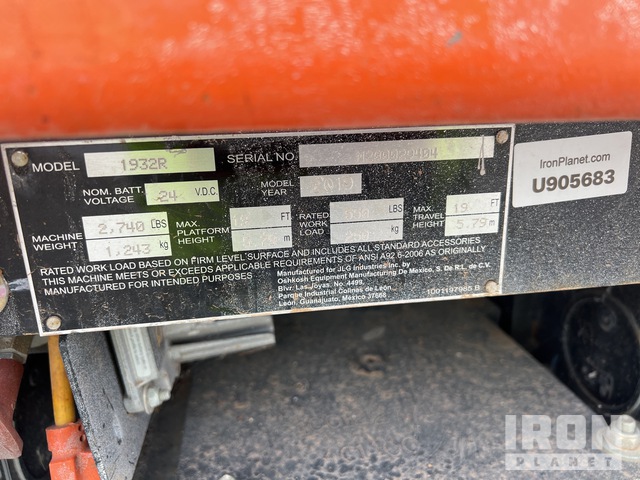 MODEL 1932R SERIAL NO.
NOM. BATT. VOLTAGE 24 V.D.C. MODEL YEAR 2019
MACHINE WEIGHT 2,740 LBS 1,243 kg MAX. PLATFORM HEIGHT 19 FT m RATED WORK LOAD LBS kg MAX. TRAVEL HEIGHT 19 FT 5.79 m
RATED WORK LOAD BASED ON FIRM LEVEL SURFACE AND INCLUDES ALL STANDARD ACCESSORIES
THIS MACHINE MEETS OR EXCEEDS APPLICABLE REQUIREMENTS OF ANSI A92.6-2006 AS ORIGINALLY
MANUFACTURED FOR INTENDED PURPOSES
Manufactured for JLG Industries Inc. by
Oshkosh Equipment Manufacturing De Mexico, S. De R.L. de C.V.
Blvr. Las Joyas. No. 4499,
Parque Industrial Colines de León,
León, Guanajuato, México 37668
1001197985 B
IronPlanet.com
U905683
IRON
PLANET